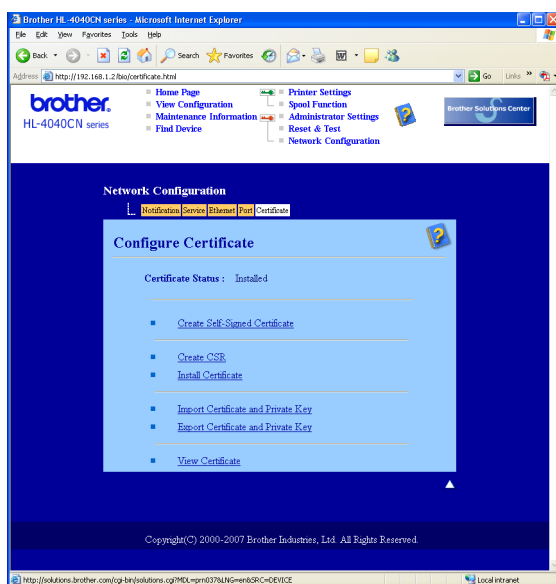 Brother HL-4040CN series - Microsoft Internet Explorer
File Edit View Favorites Tools Help
Back Search Favorites
Address http://192.168.1.2/bio/certificate.html Go Links
brother.
HL-4040CN series
Home Page
View Configuration
Maintenance Information
Find Device
Printer Settings
Spool Function
Administrator Settings
Reset & Test
Network Configuration
Brother Solutions Center
Network Configuration
Notification Service Ethernet Port Certificate
Configure Certificate
Certificate Status : Installed
Create Self-Signed Certificate
Create CSR
Install Certificate
Import Certificate and Private Key
Export Certificate and Private Key
View Certificate
Copyright(C) 2000-2007 Brother Industries, Ltd. All Rights Reserved.
http://solutions.brother.com/cgi-bin/solutions.cgi?MDL=prn037&LNG=en&SRC=DEVICE Local intranet